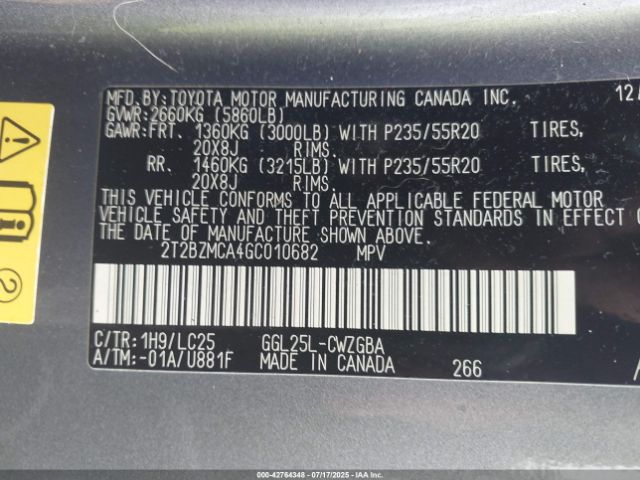 MFD.BY:TOYOTA MOTOR MANUFACTURING CANADA INC. 12/
GVWR:2660KG (5860LB)
GAWR:FRT. 1360KG (3000LB) WITH P235/55R20 TIRES,
20X8J RIMS.
RR. 1460KG (3215LB) WITH P235/55R20 TIRES,
20X8J RIMS.
THIS VEHICLE CONFORMS TO ALL APPLICABLE FEDERAL MOTOR
VEHICLE SAFETY AND THEFT PREVENTION STANDARDS IN EFFECT
THE DATE OF MANUFACTURE SHOWN ABOVE.
2T2BZMCA4GC010682 MPV
C/TR:1H9/LC25 GGL25L-CWZGBA
A/TM:-01A/U881F MADE IN CANADA 266
2
000-42764348 | 07/17/2025 | IAAI.COM